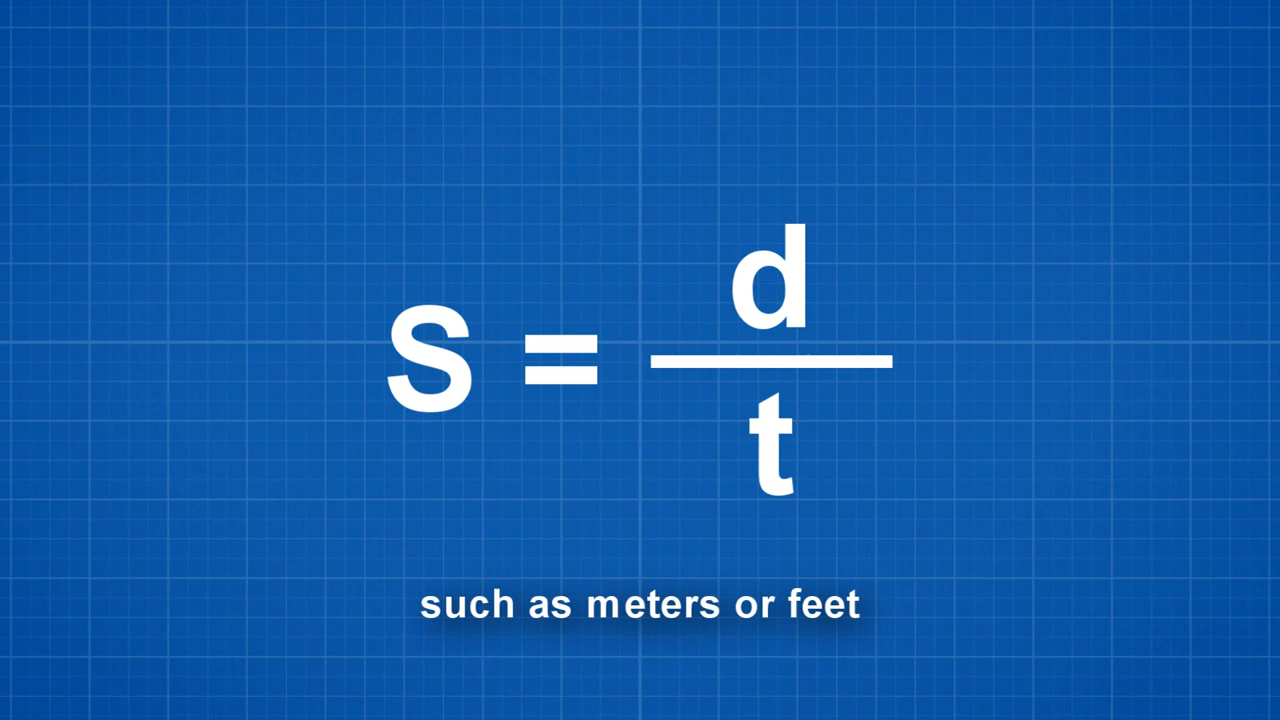 S = d
t
such as meters or feet